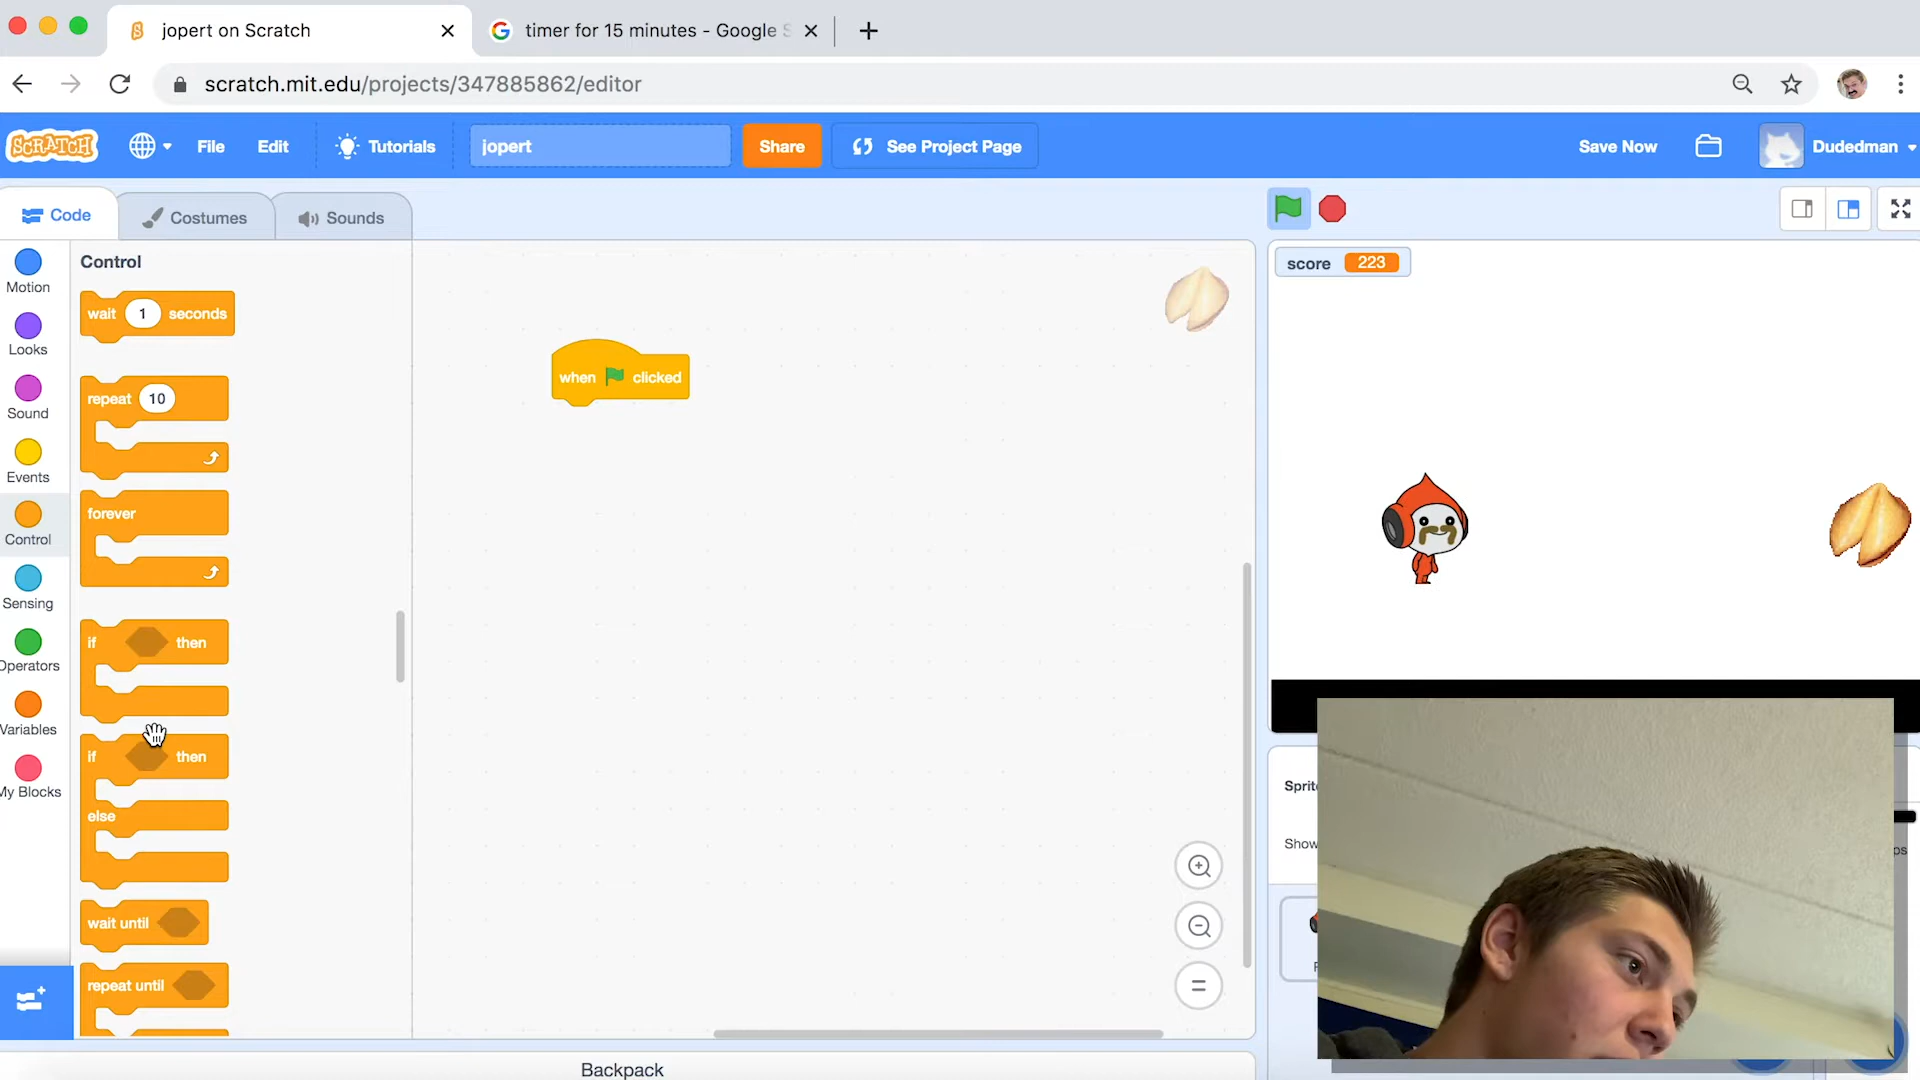 jopert on Scratch
timer for 15 minutes - Google S
scratch.mit.edu/projects/347885862/editor
SCRATCH
File
Edit
Tutorials
jopert
Share
See Project Page
Save Now
Dudedman
Code
Costumes
Sounds
Motion
Looks
Sound
Events
Control
Sensing
Operators
Variables
My Blocks
Control
wait 1 seconds
repeat 10
forever
if then
if then
else
wait until
repeat until
when clicked
score 223
Sprit
Show
Backpack